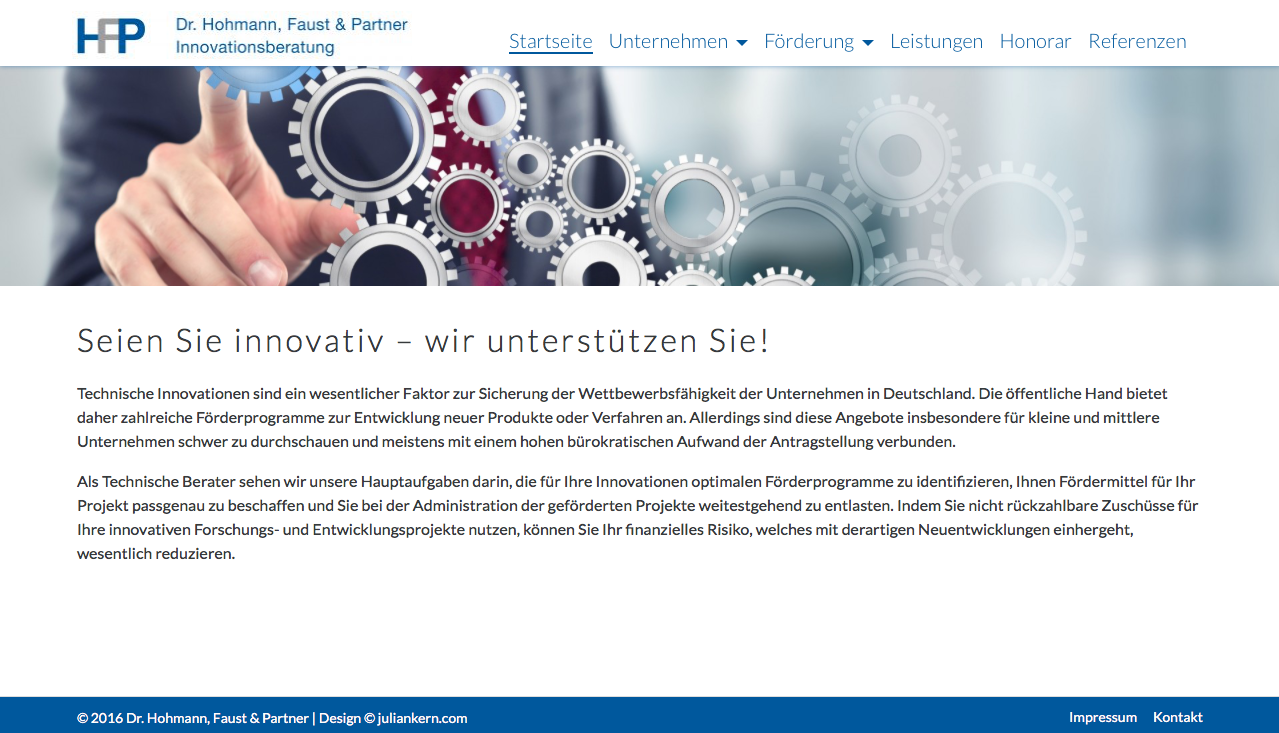 HFP
Dr. Hohmann, Faust & Partner
Innovationsberatung
Startseite Unternehmen Förderung Leistungen Honorar Referenzen
Seien Sie innovativ – wir unterstützen Sie!
Technische Innovationen sind ein wesentlicher Faktor zur Sicherung der Wettbewerbsfähigkeit der Unternehmen in Deutschland. Die öffentliche Hand bietet
daher zahlreiche Förderprogramme zur Entwicklung neuer Produkte oder Verfahren an. Allerdings sind diese Angebote insbesondere für kleine und mittlere
Unternehmen schwer zu durchschauen und meistens mit einem hohen bürokratischen Aufwand der Antragstellung verbunden.
Als Technische Berater sehen wir unsere Hauptaufgaben darin, die für Ihre Innovationen optimalen Förderprogramme zu identifizieren, Ihnen Fördermittel für Ihr
Projekt passgenau zu beschaffen und Sie bei der Administration der geförderten Projekte weitestgehend zu entlasten. Indem Sie nicht rückzahlbare Zuschüsse für
Ihre innovativen Forschungs- und Entwicklungsprojekte nutzen, können Sie Ihr finanzielles Risiko, welches mit derartigen Neuentwicklungen einhergeht,
wesentlich reduzieren.
© 2016 Dr. Hohmann, Faust & Partner | Design © juliankern.com
Impressum Kontakt